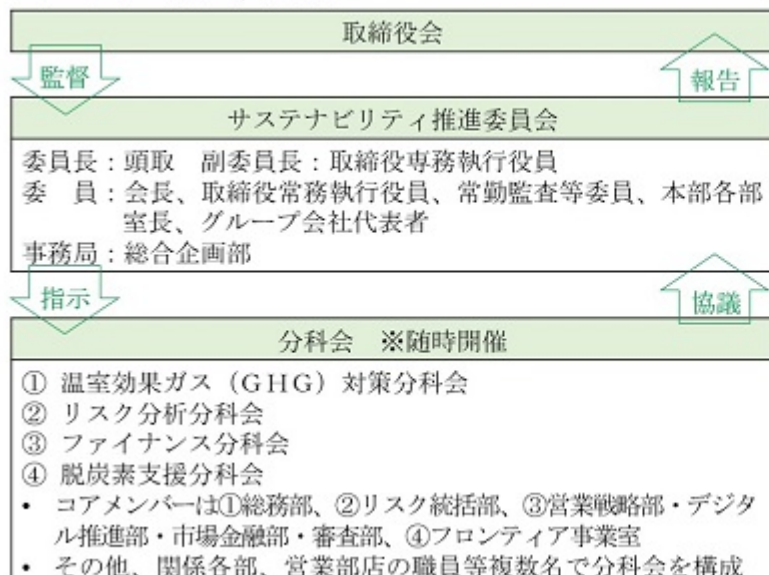 取締役会
監督
報告
サステナビリティ推進委員会
委員長：頭取　副委員長：取締役専務執行役員
委　員：会長、取締役常務執行役員、常勤監査等委員、本部各部
室長、グループ会社代表者
事務局：総合企画部
指示
協議
分科会　※随時開催
① 温室効果ガス（ＧＨＧ）対策分科会
② リスク分析分科会
③ ファイナンス分科会
④ 脱炭素支援分科会
• コアメンバーは①総務部、②リスク統括部、③営業戦略部・デジタ
ル推進部・市場金融部・審査部、④フロンティア事業室
• その他、関係各部、営業部店の職員等複数名で分科会を構成